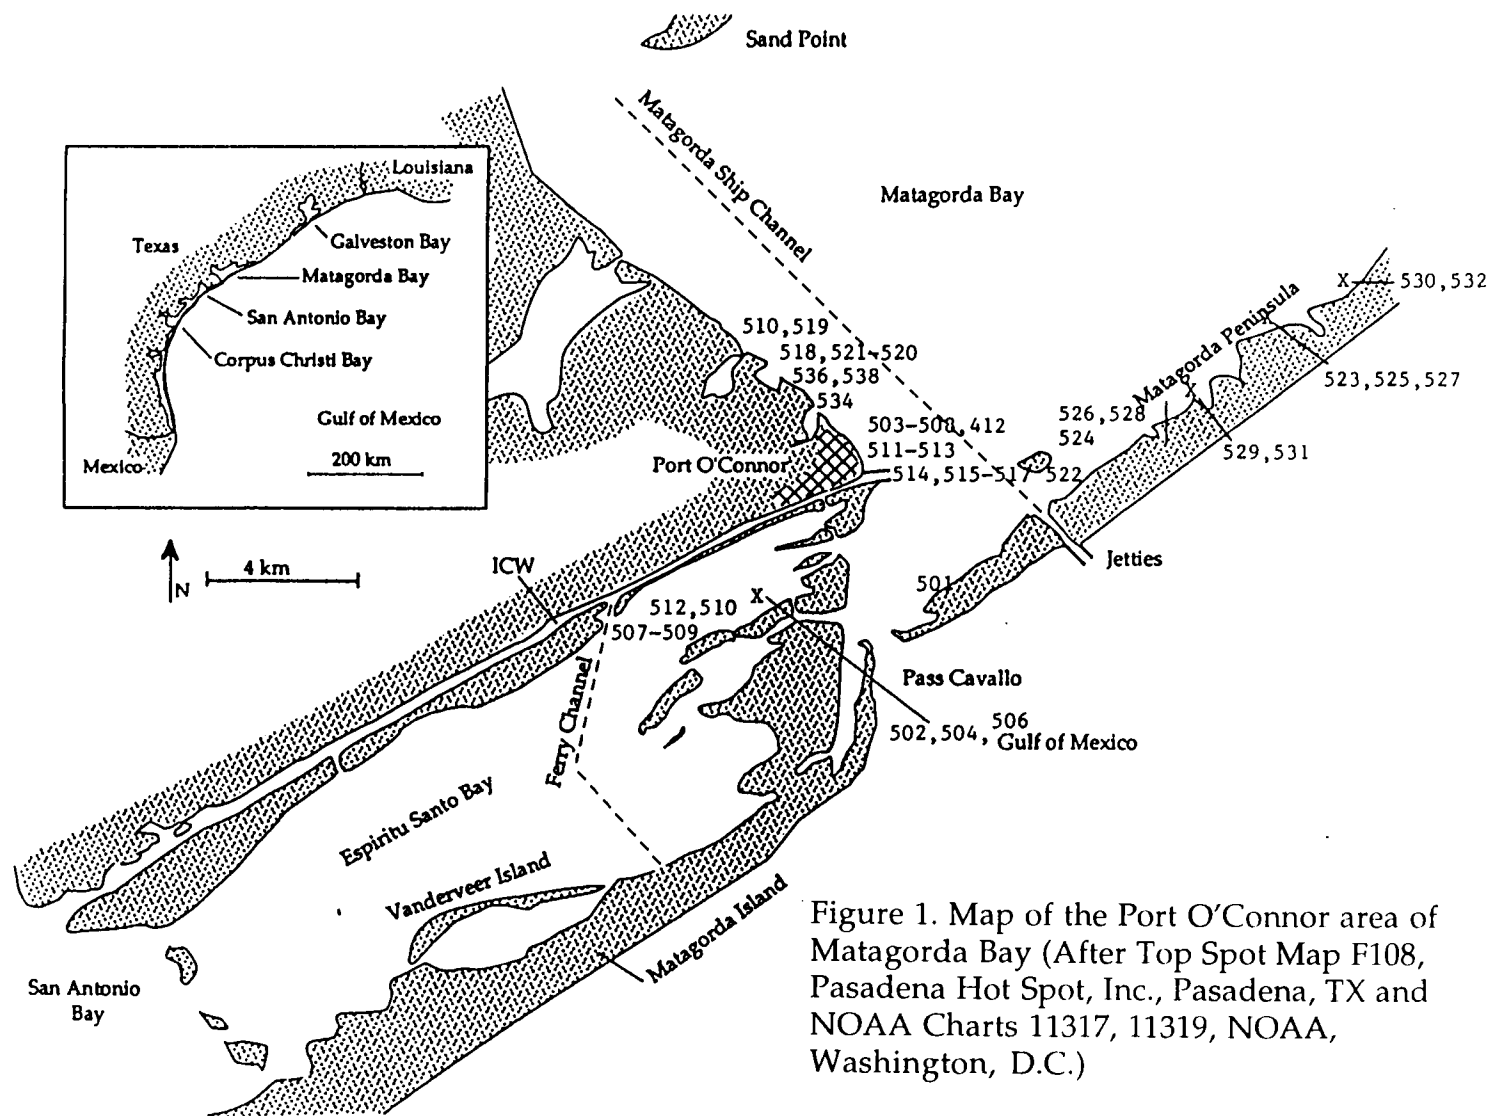 Sand Point
Matagorda Ship Channel
Matagorda Bay
Louisiana
Texas
Galveston Bay
Matagorda Bay
San Antonio Bay
Corpus Christi Bay
Gulf of Mexico
Mexico
200 km
X
530,532
Matagorda Peninsula
510,519
518,521-520
536,538
534
523,525,527
503-508,412
511-513
514,515-517 522
526,528
524
529,531
Port O'Connor
N
4 km
ICW
Jetties
501
512,510
X
507-509
Ferry Channel
Pass Cavallo
502,504, 506
Gulf of Mexico
Espiritu Santo Bay
Vanderveer Island
Matagorda Island
San Antonio
Bay
Figure 1. Map of the Port O'Connor area of
Matagorda Bay (After Top Spot Map F108,
Pasadena Hot Spot, Inc., Pasadena, TX and
NOAA Charts 11317, 11319, NOAA,
Washington, D.C.)